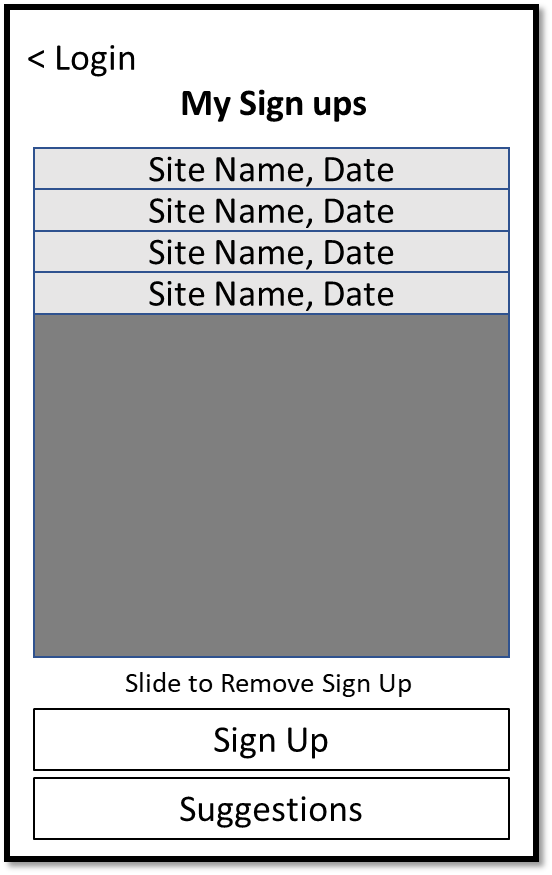 < Login
My Sign ups
Site Name, Date
Site Name, Date
Site Name, Date
Site Name, Date
Slide to Remove Sign Up
Sign Up
Suggestions